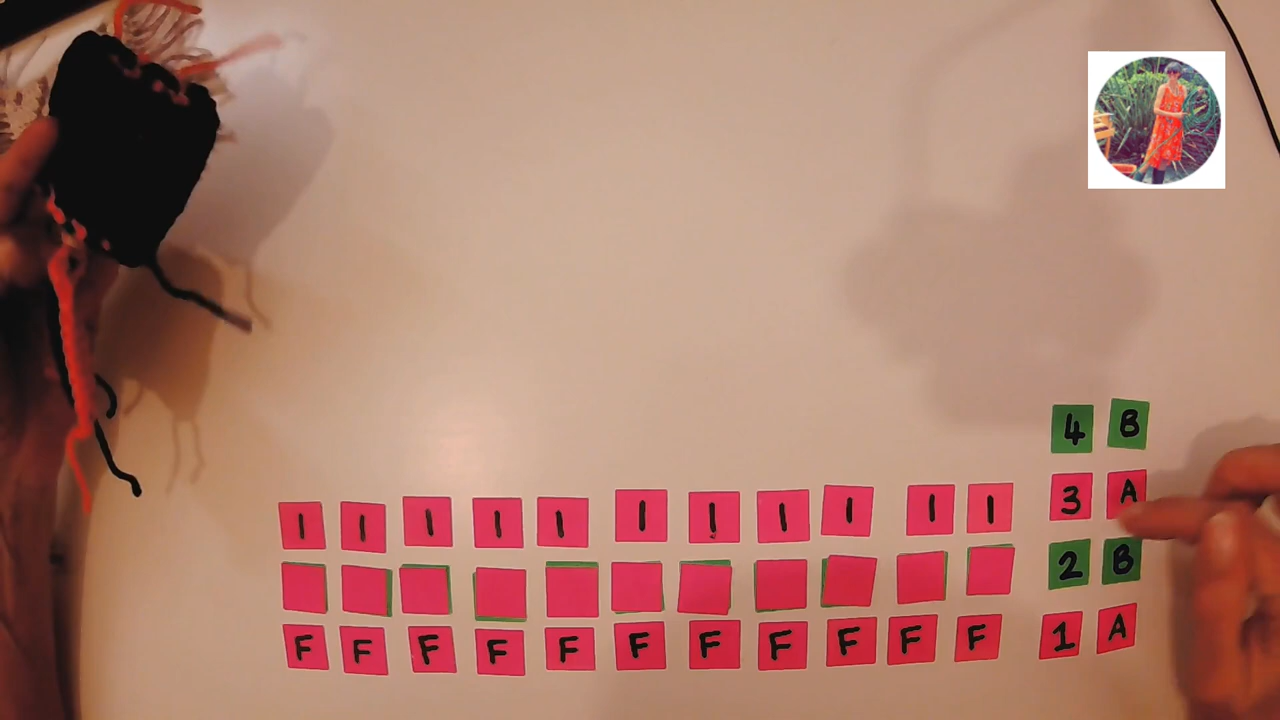 4 B
I I I I I I ! I I I I 3 A
2 B
F F F F F F F F F F F 1 A